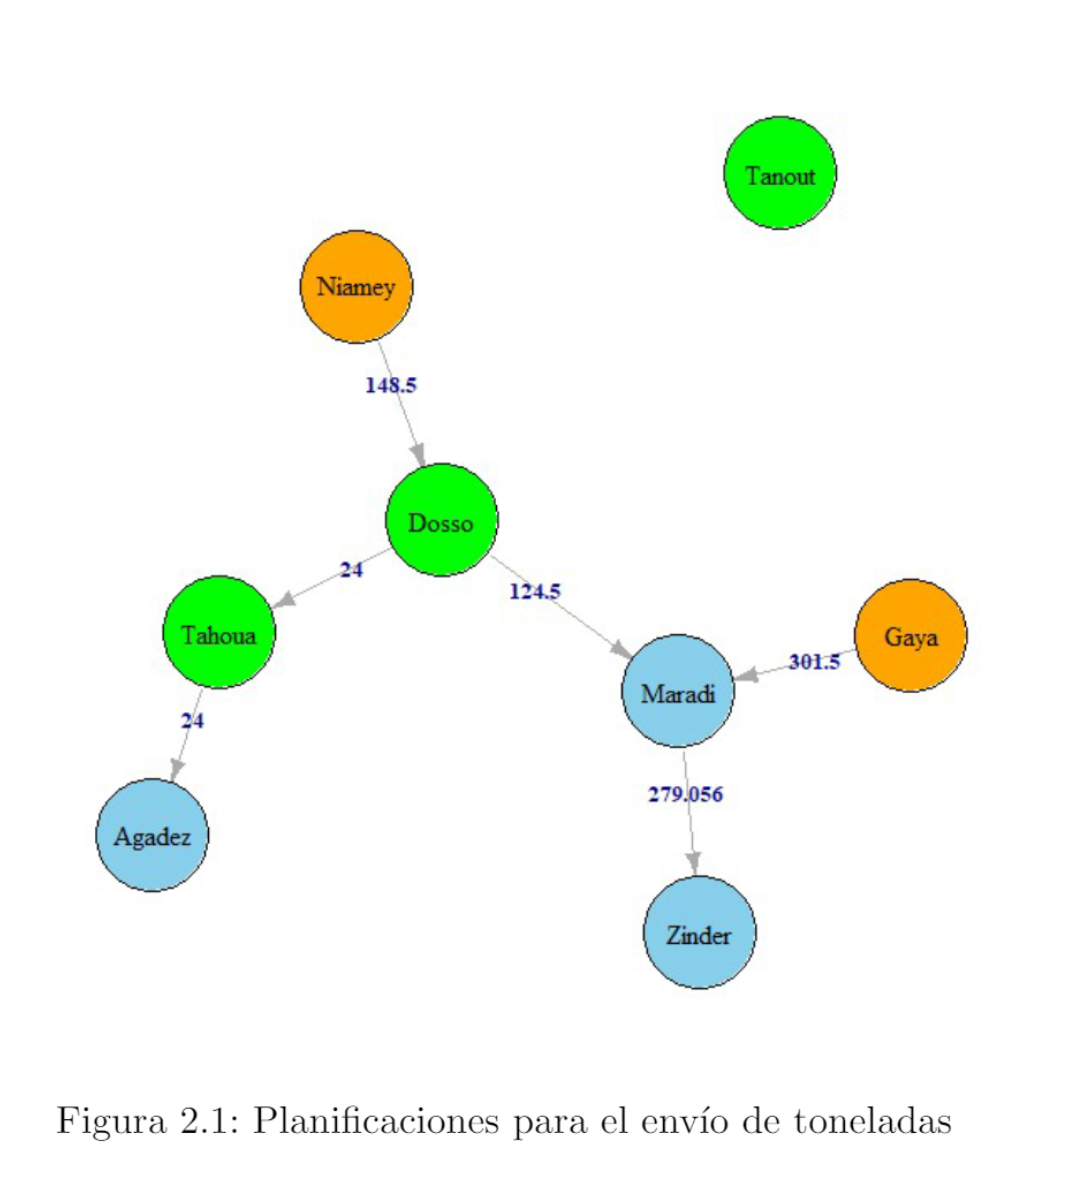 Tanout
Niamey
148.5
Dosso
24
124.5
Tahoua
Gaya
301.5
Maradi
24
279.056
Agadez
Zinder
Figura 2.1: Planificaciones para el envío de toneladas